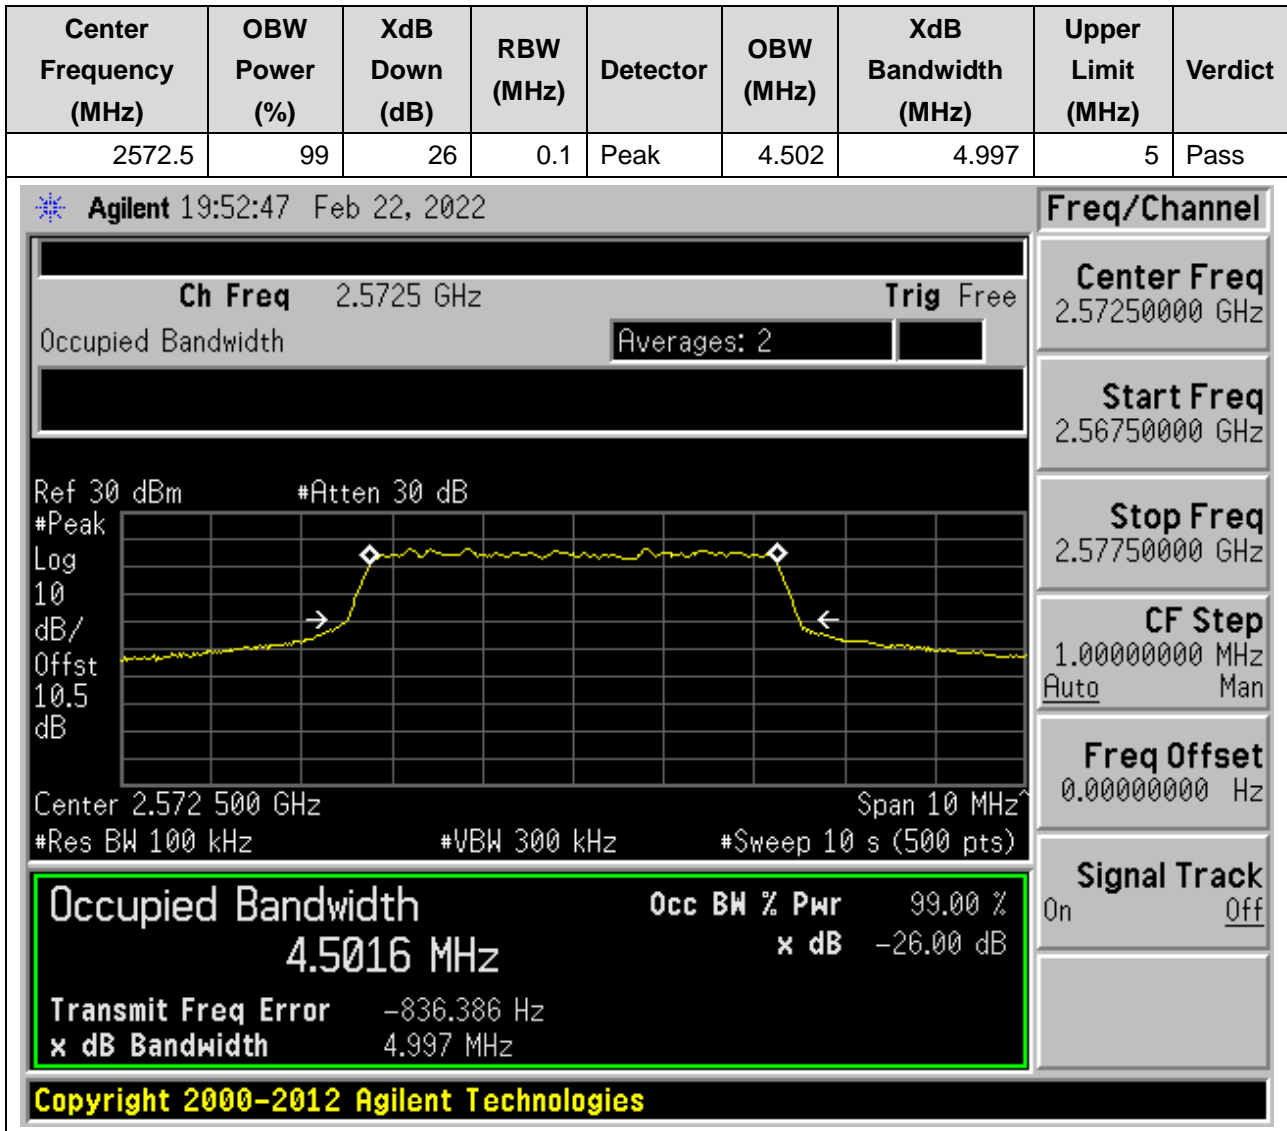 Center Frequency (MHz) OBW Power (%) XdB Down (dB) RBW (MHz) Detector OBW (MHz) XdB Bandwidth (MHz) Upper Limit (MHz) Verdict
2572.5 99 26 0.1 Peak 4.502 4.997 5 Pass
Agilent 19:52:47 Feb 22, 2022
Freq/Channel
Ch Freq 2.5725 GHz Trig Free
Occupied Bandwidth Averages: 2
Center Freq
2.57250000 GHz
Start Freq
2.56750000 GHz
Stop Freq
2.57750000 GHz
CF Step
1.00000000 MHz
Auto Man
Freq Offset
0.00000000 Hz
Signal Track
On Off
Ref 30 dBm #Atten 30 dB
#Peak
Log
10
dB/
Offst
10.5
dB
Center 2.572 500 GHz Span 10 MHz^
#Res BW 100 kHz #VBW 300 kHz #Sweep 10 s (500 pts)
Occupied Bandwidth Occ BW % Pwr 99.00 %
4.5016 MHz x dB -26.00 dB
Transmit Freq Error -836.386 Hz
x dB Bandwidth 4.997 MHz
Copyright 2000-2012 Agilent Technologies